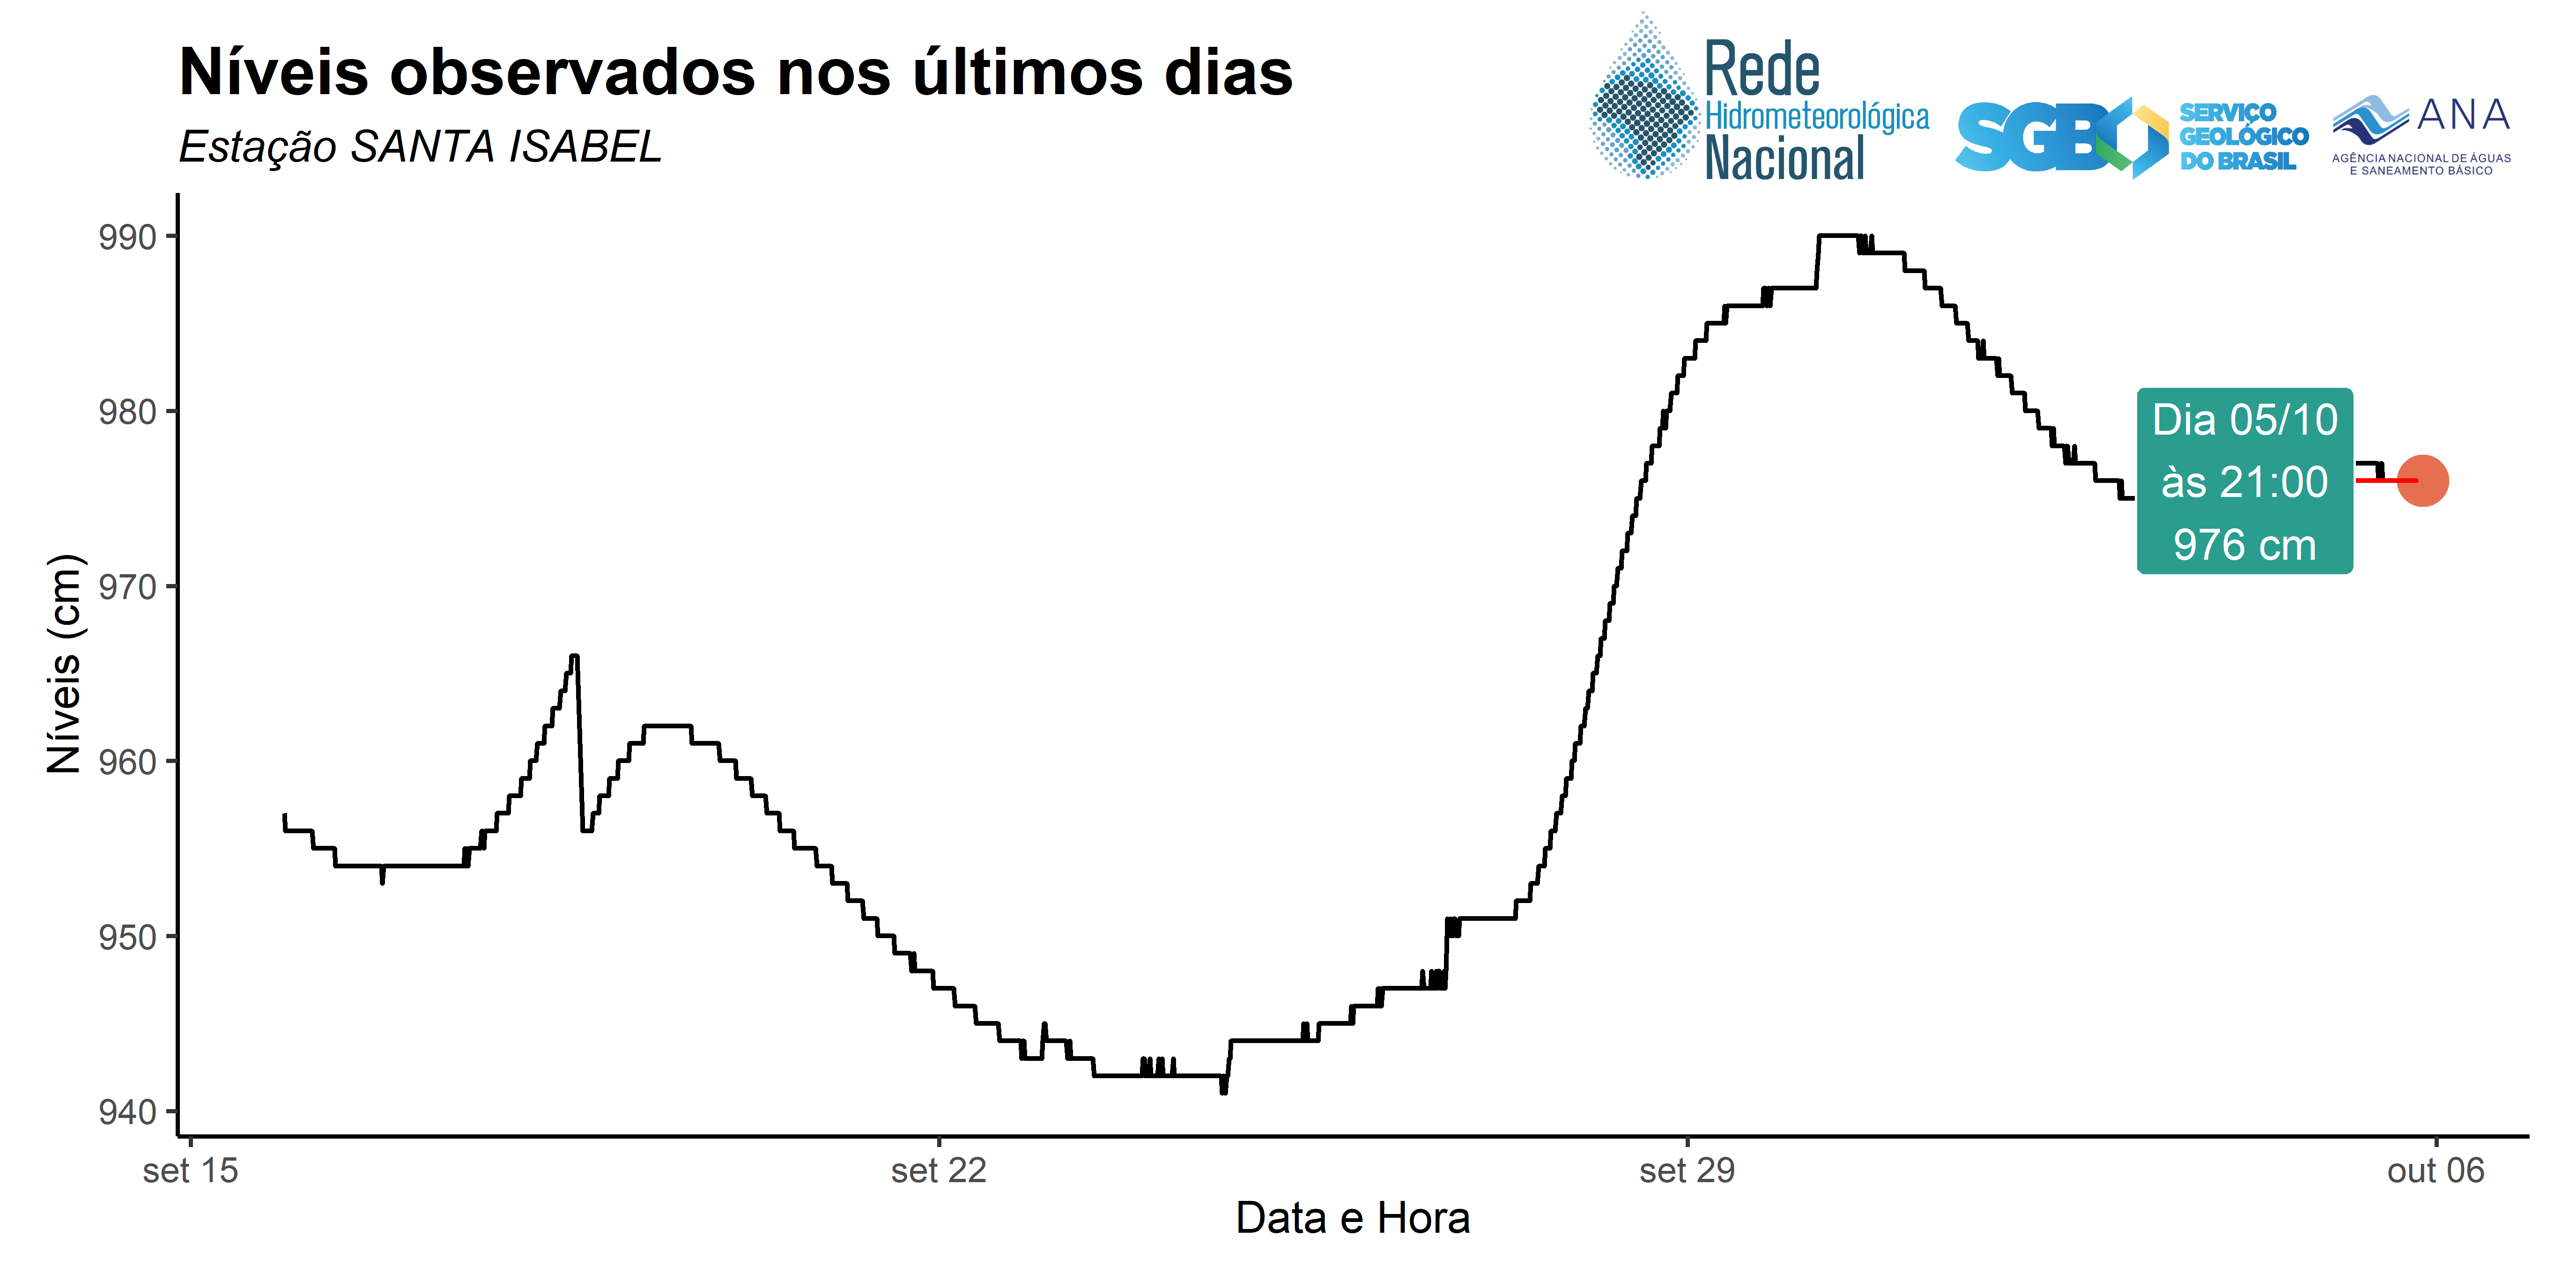 Níveis observados nos últimos dias
Estação SANTA ISABEL
Rede
Hidrometeorológica
Nacional
SGB
SERVIÇO
GEOLÓGICO
DO BRASIL
ANA
AGÊNCIA NACIONAL DE ÁGUAS
E SANEAMENTO BÁSICO
Níveis (cm)
990
980
970
960
950
940
Dia 05/10
às 21:00
976 cm
set 15
set 22
set 29
out 06
Data e Hora